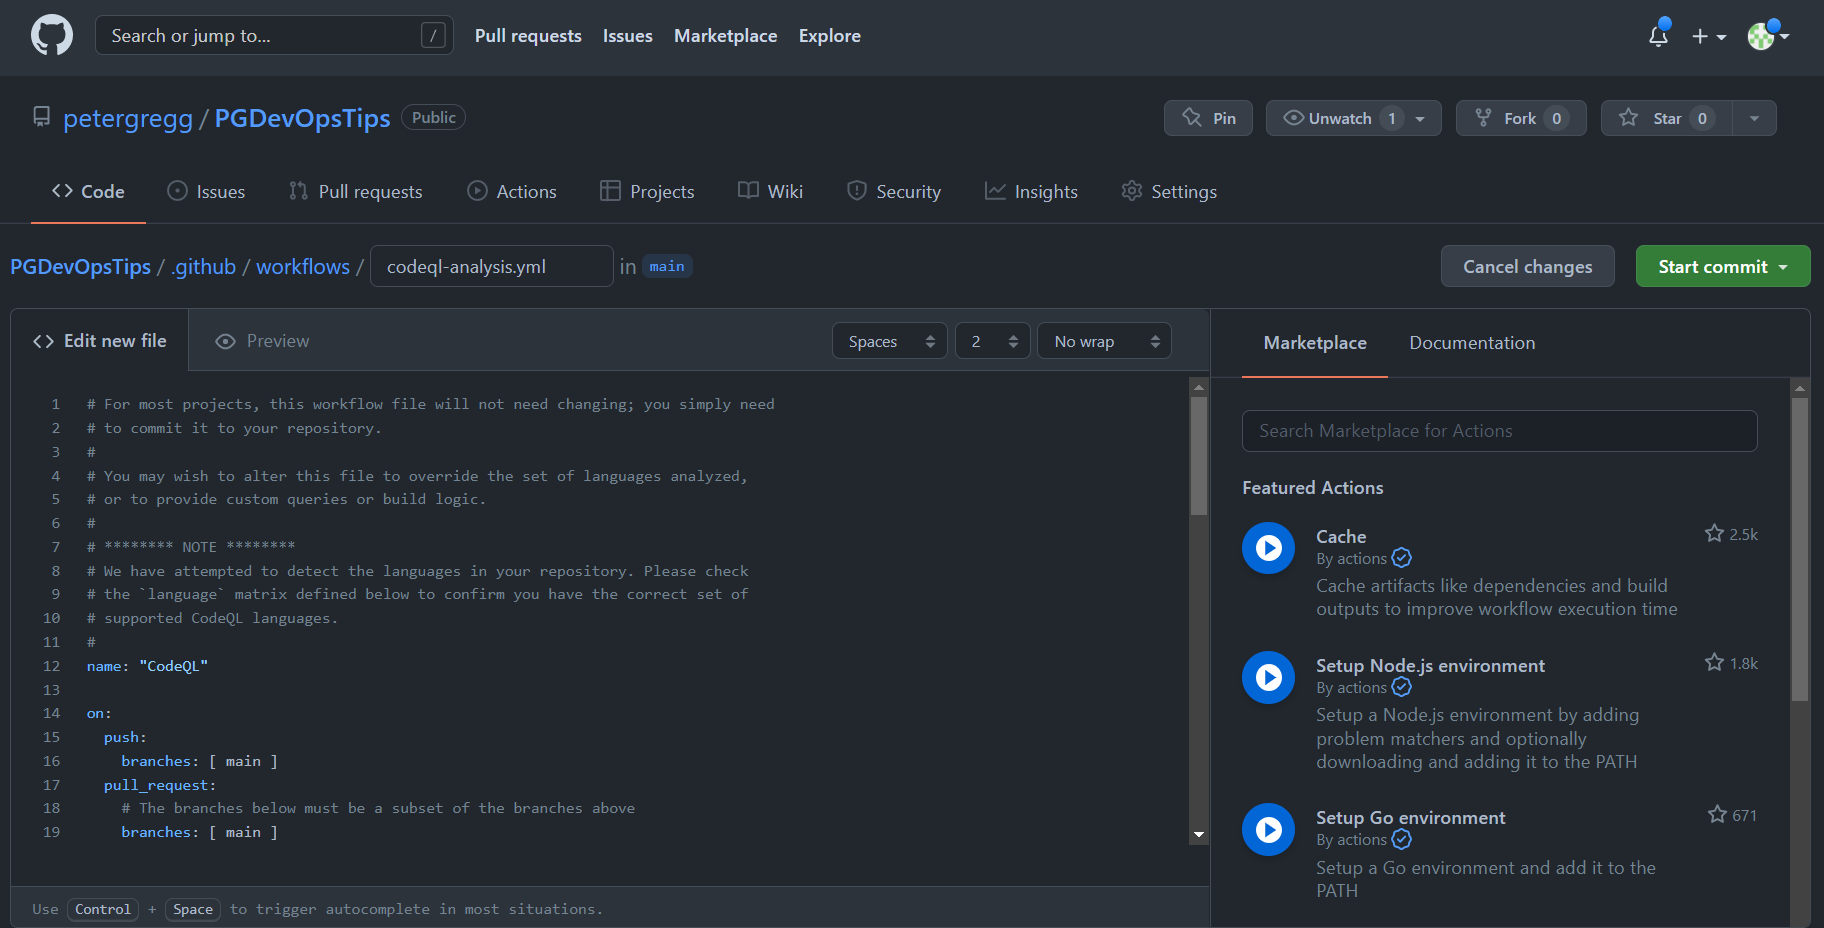 Search or jump to... /
Pull requests Issues Marketplace Explore
petergregg / PGDevOpsTips Public
Pin Unwatch 1 Fork 0 Star 0
Code Issues Pull requests Actions Projects Wiki Security Insights Settings
PGDevOpsTips / .github / workflows / codeql-analysis.yml in main
Cancel changes Start commit
Edit new file Preview
Spaces 2 No wrap
1 # For most projects, this workflow file will not need changing; you simply need
2 # to commit it to your repository.
3 #
4 # You may wish to alter this file to override the set of languages analyzed,
5 # or to provide custom queries or build logic.
6 #
7 # ******** NOTE ********
8 # We have attempted to detect the languages in your repository. Please check
9 # the `language` matrix defined below to confirm you have the correct set of
10 # supported CodeQL languages.
11 #
12 name: "CodeQL"
13
14 on:
15 push:
16 branches: [ main ]
17 pull_request:
18 # The branches below must be a subset of the branches above
19 branches: [ main ]
Use Control + Space to trigger autocomplete in most situations.
Marketplace Documentation
Search Marketplace for Actions
Featured Actions
Cache 2.5k
By actions
Cache artifacts like dependencies and build
outputs to improve workflow execution time
Setup Node.js environment 1.8k
By actions
Setup a Node.js environment by adding
problem matchers and optionally
downloading and adding it to the PATH
Setup Go environment 671
By actions
Setup a Go environment and add it to the
PATH